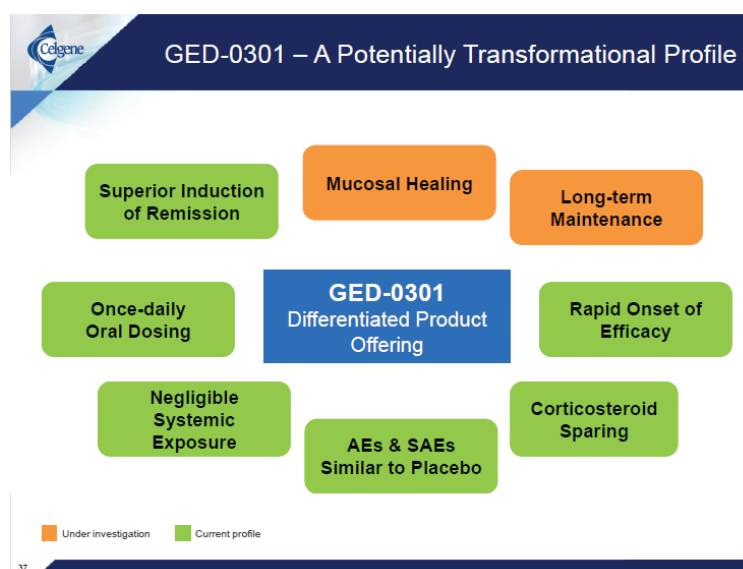 Celgene
GED-0301 – A Potentially Transformational Profile
Superior Induction
of Remission
Mucosal Healing
Long-term
Maintenance
Once-daily
Oral Dosing
GED-0301
Differentiated Product
Offering
Rapid Onset of
Efficacy
Negligible
Systemic
Exposure
AEs & SAEs
Similar to Placebo
Corticosteroid
Sparing
Under investigation
Current profile
37